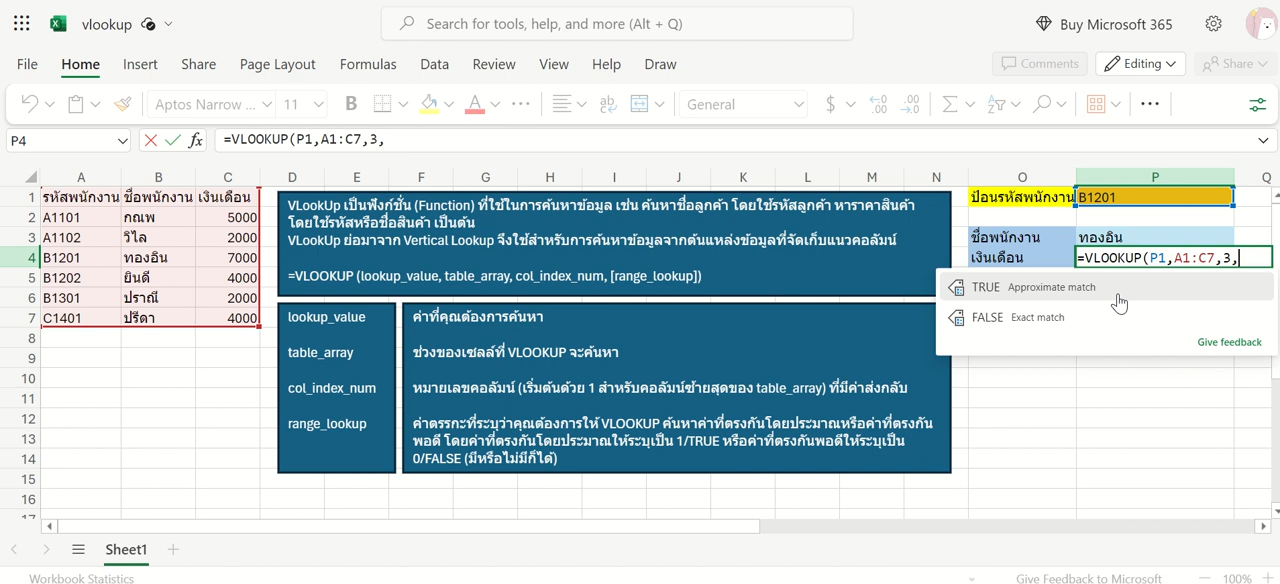 vlookup
Search for tools, help, and more (Alt + Q)
Buy Microsoft 365
File Home Insert Share Page Layout Formulas Data Review View Help Draw
Comments Editing Share
Aptos Narrow ... 11 B A General $ .00
P4 fx =VLOOKUP(P1,A1:C7,3,
A B C D E F G H I J K L M N O P Q
1 รหัสพนักงาน ชื่อพนักงาน เงินเดือน
2 A1101 กณพ 5000
3 A1102 วิไล 2000
4 B1201 ทองอิน 7000
5 B1202 ยินดี 4000
6 B1301 ปราณี 2000
7 C1401 ปรีดา 4000
8
9
10
11
12
13
14
15
16
17
VLookUp เป็นฟังก์ชั่น (Function) ที่ใช้ในการค้นหาข้อมูล เช่น ค้นหาชื่อลูกค้า โดยใช้รหัสลูกค้า หาราคาสินค้า
โดยใช้รหัสหรือชื่อสินค้า เป็นต้น
VLookUp ย่อมาจาก Vertical Lookup จึงใช้สำหรับการค้นหาข้อมูลจากต้นแหล่งข้อมูลที่จัดเก็บแนวคอลัมน์
=VLOOKUP (lookup_value, table_array, col_index_num, [range_lookup])
lookup_value ค่าที่คุณต้องการค้นหา
table_array ช่วงของเซลล์ที่ VLOOKUP จะค้นหา
col_index_num หมายเลขคอลัมน์ (เริ่มต้นด้วย 1 สำหรับคอลัมน์ซ้ายสุดของ table_array) ที่มีค่าส่งกลับ
range_lookup ค่าตรรกะที่ระบุว่าคุณต้องการให้ VLOOKUP ค้นหาค่าที่ตรงกันโดยประมาณหรือค่าที่ตรงกัน
พอดี โดยค่าที่ตรงกันโดยประมาณให้ระบุเป็น 1/TRUE หรือค่าที่ตรงกันพอดีให้ระบุเป็น
0/FALSE (มีหรือไม่มีก็ได้)
ป้อนรหัสพนักงาน B1201
ชื่อพนักงาน ทองอิน
เงินเดือน =VLOOKUP(P1,A1:C7,3,
TRUE Approximate match
FALSE Exact match
Give feedback
Sheet1
Workbook Statistics Give Feedback to Microsoft 100%